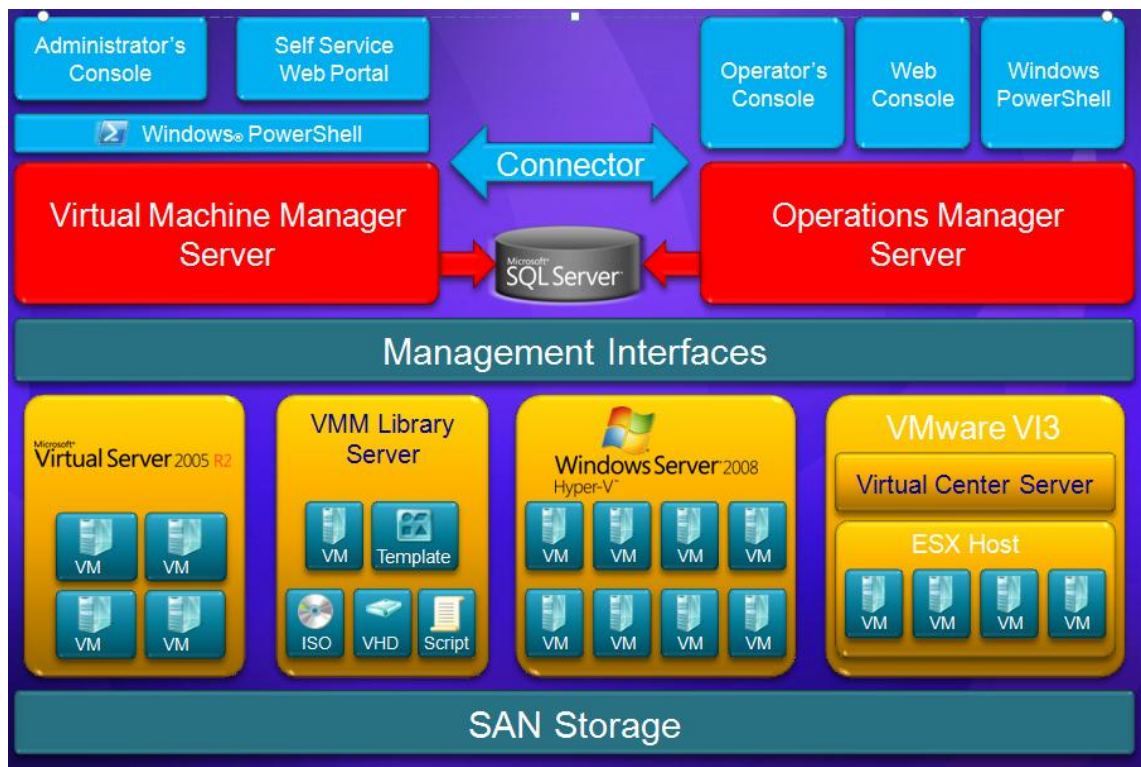 Administrator's
Console
Self Service
Web Portal
Windows® PowerShell
Operator's
Console
Web
Console
Windows
PowerShell
Connector
Virtual Machine Manager
Server
Microsoft®
SQL Server™
Operations Manager
Server
Management Interfaces
Microsoft®
Virtual Server 2005 R2
VM
VM
VM
VM
VMM Library
Server
VM
Template
ISO
VHD
Script
Windows Server® 2008
Hyper-V™
VM
VM
VM
VM
VM
VM
VM
VM
VMware VI3
Virtual Center Server
ESX Host
VM
VM
VM
VM
SAN Storage